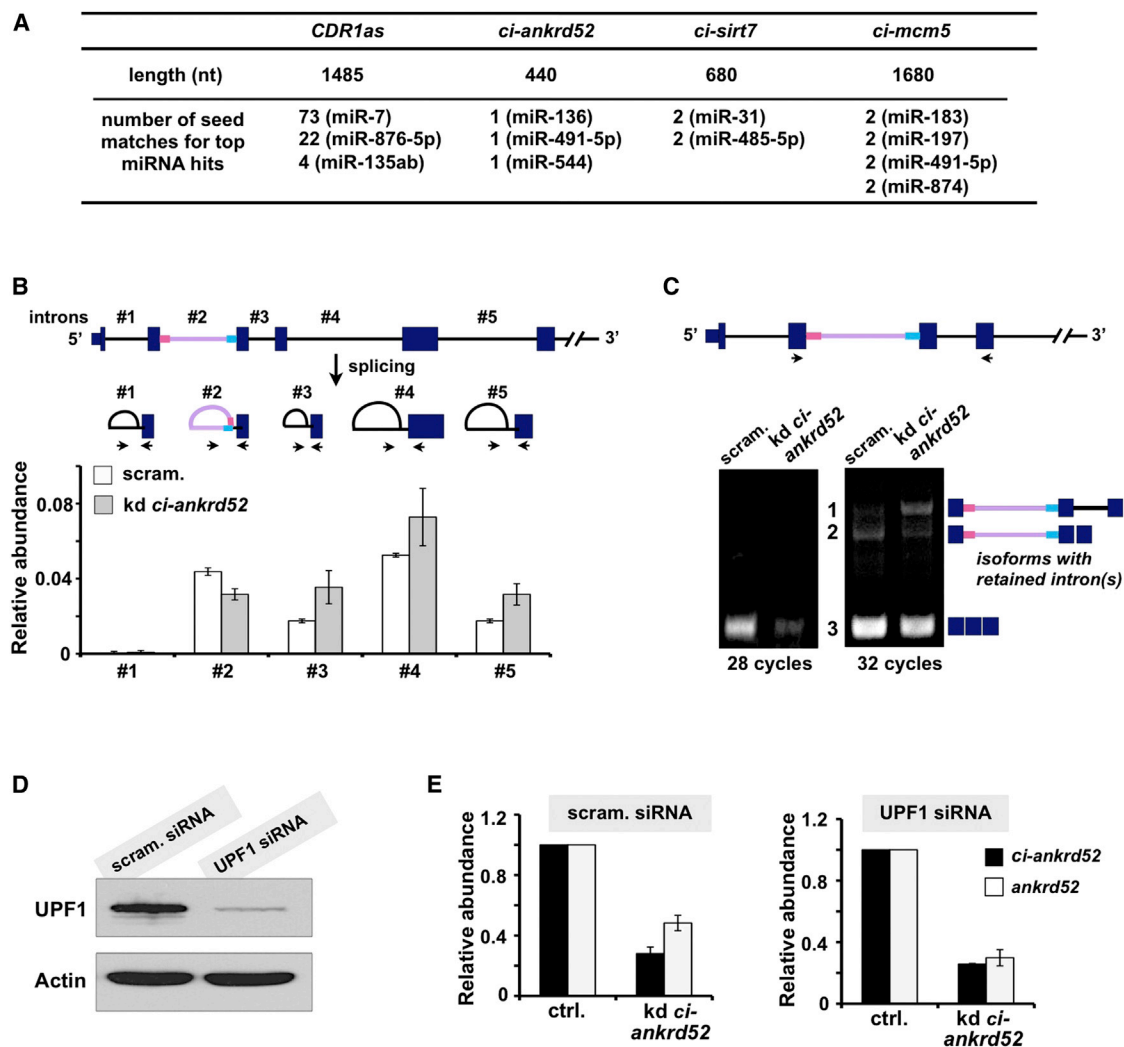 A
CDR1as ci-ankrd52 ci-sirt7 ci-mcm5
length (nt) 1485 440 680 1680
number of seed 73 (miR-7) 1 (miR-136) 2 (miR-31) 2 (miR-183)
matches for top 22 (miR-876-5p) 1 (miR-491-5p) 2 (miR-485-5p) 2 (miR-197)
miRNA hits 4 (miR-135ab) 1 (miR-544) 2 (miR-491-5p)
2 (miR-874)
B
introns #1 #2 #3 #4 #5
5’ 3’
splicing
#1 #2 #3 #4 #5
scram.
kd ci-ankrd52
Relative abundance
0.08
0.04
0
#1 #2 #3 #4 #5
C
5’ 3’
scram. kd ci-ankrd52 scram. kd ci-ankrd52
1
2
isoforms with
retained intron(s)
3
28 cycles 32 cycles
D
scram. siRNA UPF1 siRNA
UPF1
Actin
E
scram. siRNA
Relative abundance
1.2
0.8
0.4
0
ctrl. kd ci-
ankrd52
UPF1 siRNA
Relative abundance
1.2
0.8
0.4
0
ctrl. kd ci-
ankrd52
ci-ankrd52
ankrd52